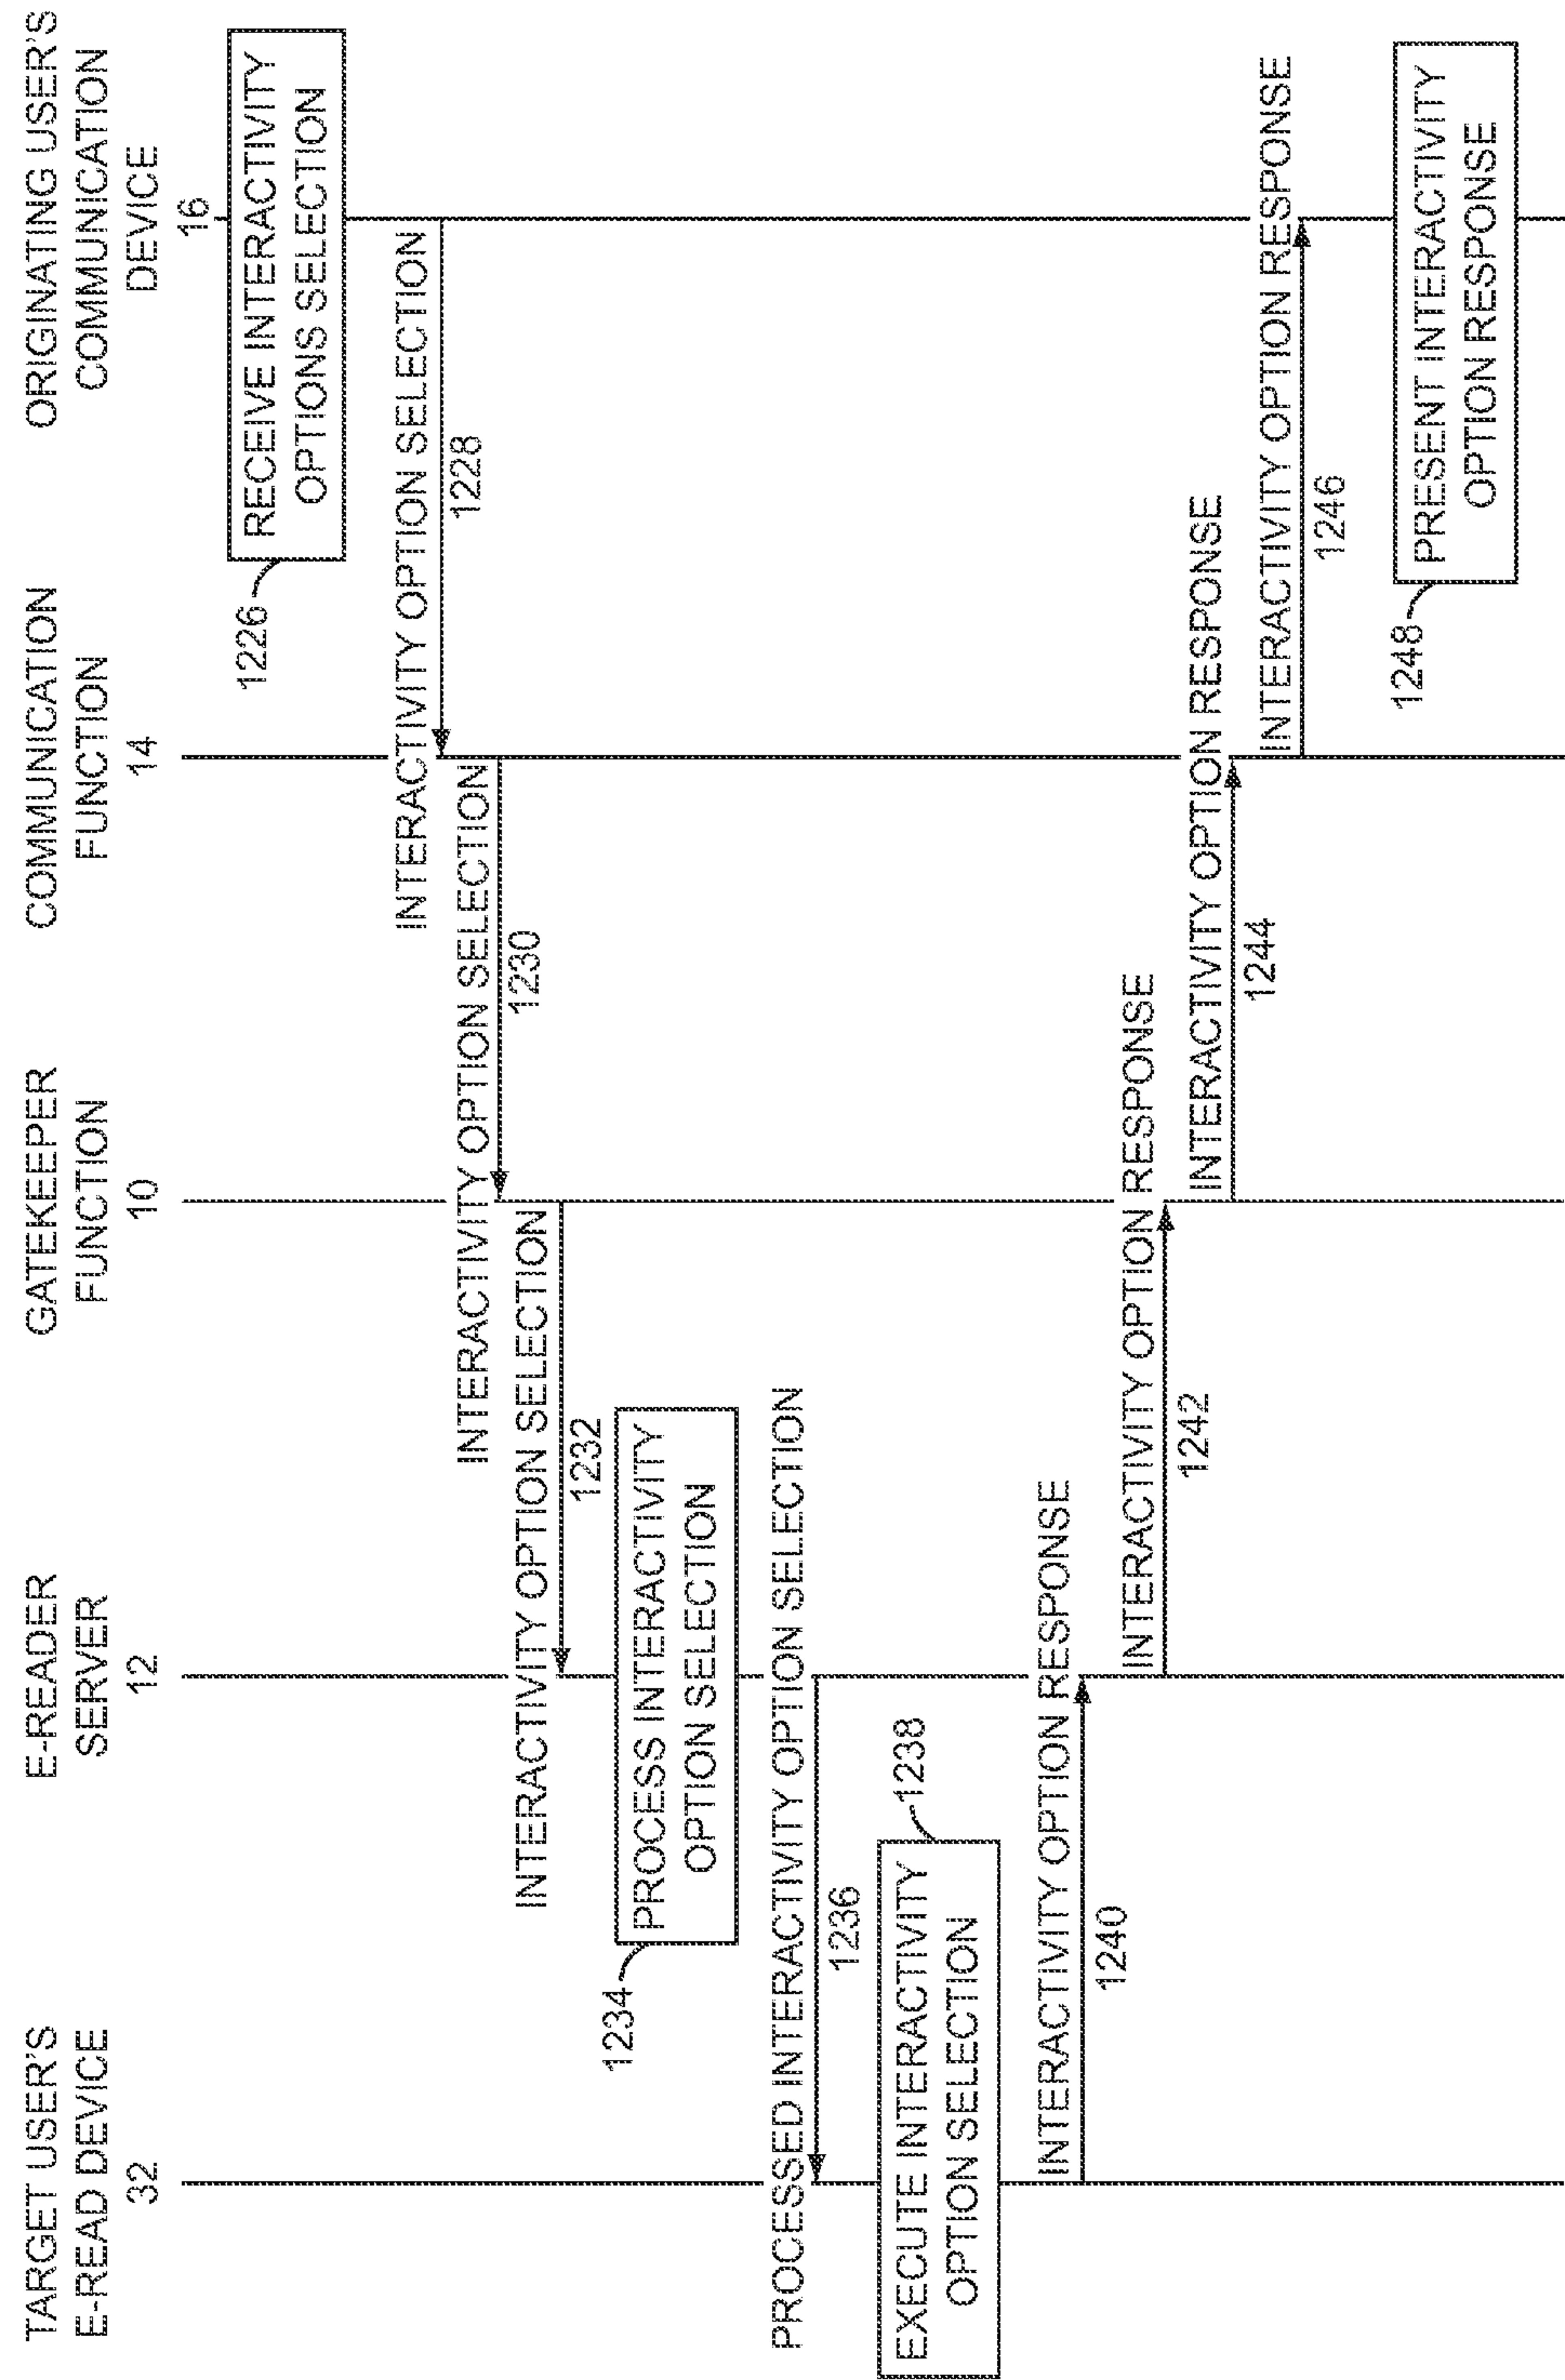 TARGET USER'S
E-READ DEVICE
32
E-READER
SERVER
12
GATEKEEPER
FUNCTION
10
COMMUNICATION
FUNCTION
14
ORIGINATING USER'S
COMMUNICATION
DEVICE
16
RECEIVE INTERACTIVITY
OPTIONS SELECTION
1226
INTERACTIVITY OPTION SELECTION
1228
INTERACTIVITY OPTION SELECTION
1230
INTERACTIVITY OPTION SELECTION
1232
PROCESS INTERACTIVITY
OPTION SELECTION
1234
PROCESSED INTERACTIVITY OPTION SELECTION
1236
EXECUTE INTERACTIVITY
OPTION SELECTION
1238
INTERACTIVITY OPTION RESPONSE
1240
INTERACTIVITY OPTION RESPONSE
1242
INTERACTIVITY OPTION RESPONSE
1244
INTERACTIVITY OPTION RESPONSE
1246
PRESENT INTERACTIVITY
OPTION RESPONSE
1248